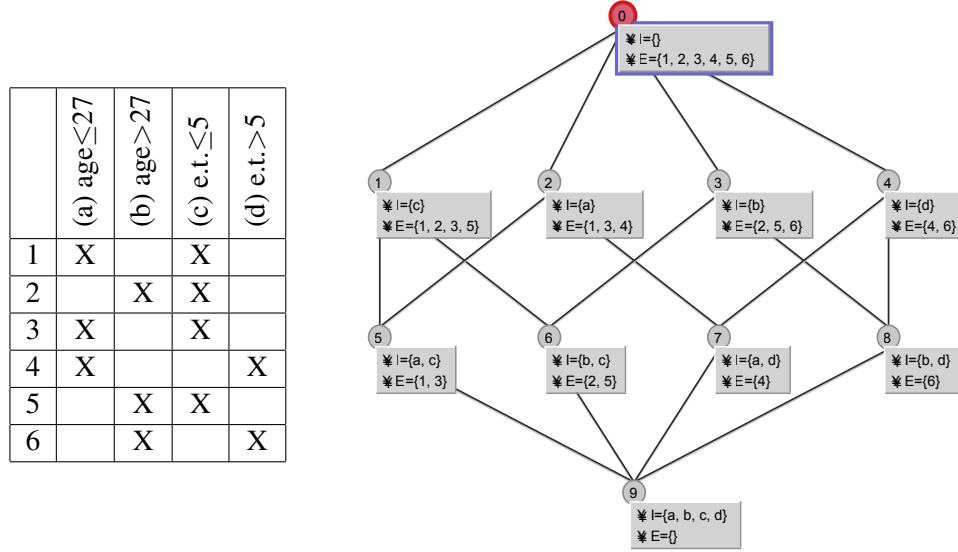 (a) age≤27
(b) age>27
(c) e.t.≤5
(d) e.t.>5
1 X X
2 X X
3 X X
4 X X
5 X X
6 X X
0
¥ I={}
¥ E={1, 2, 3, 4, 5, 6}
1
¥ I={c}
¥ E={1, 2, 3, 5}
2
¥ I={a}
¥ E={1, 3, 4}
3
¥ I={b}
¥ E={2, 5, 6}
4
¥ I={d}
¥ E={4, 6}
5
¥ I={a, c}
¥ E={1, 3}
6
¥ I={b, c}
¥ E={2, 5}
7
¥ I={a, d}
¥ E={4}
8
¥ I={b, d}
¥ E={6}
9
¥ I={a, b, c, d}
¥ E={}